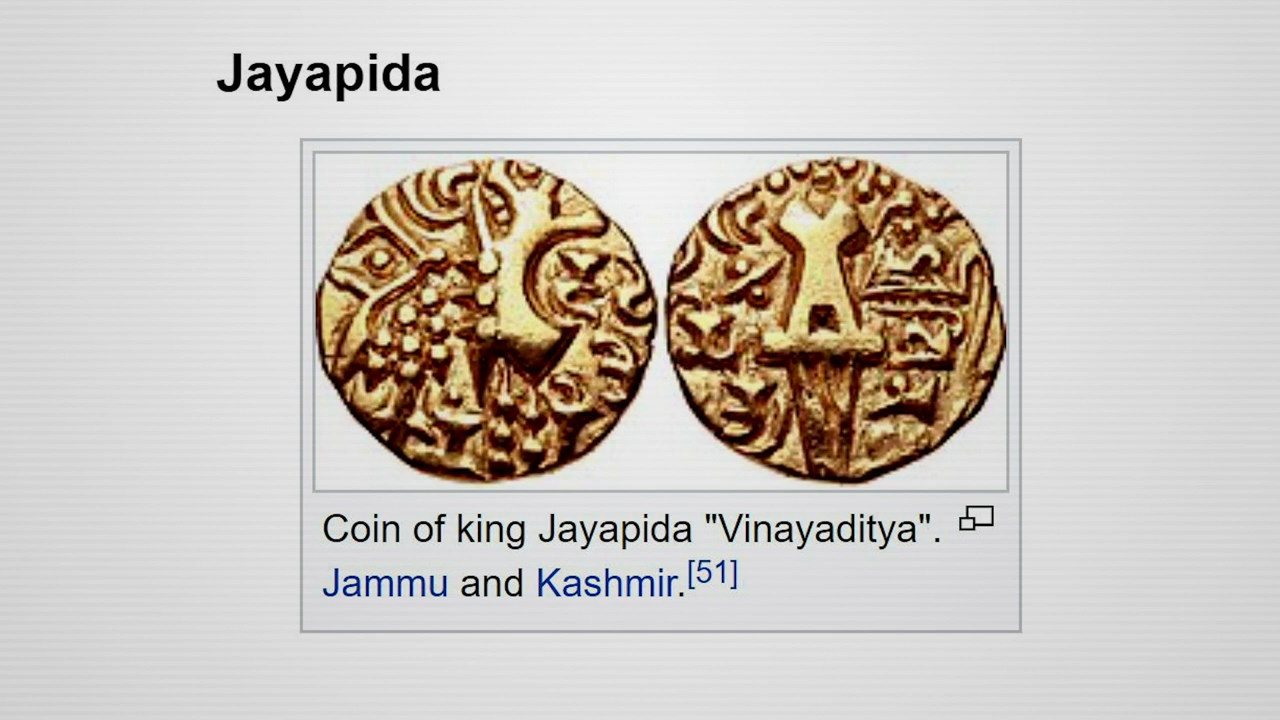 Jayapida
Coin of king Jayapida "Vinayaditya".
Jammu and Kashmir.[51]